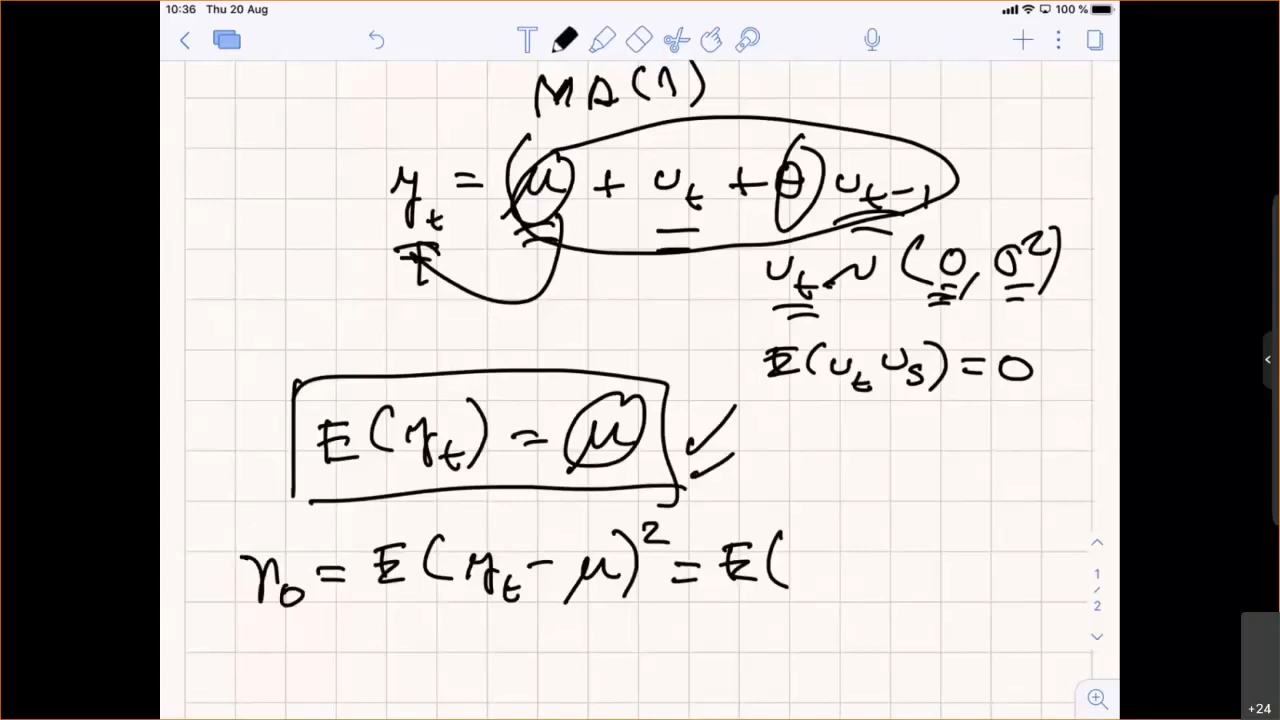 10:36 Thu 20 Aug 100 %
MA(1)
y_t = μ + u_t + θ u_{t-1}
u_t ~ (0, σ²)
E(u_t u_s) = 0
E(y_t) = μ
γ_0 = E(y_t - μ)² = E(
1
2
+24